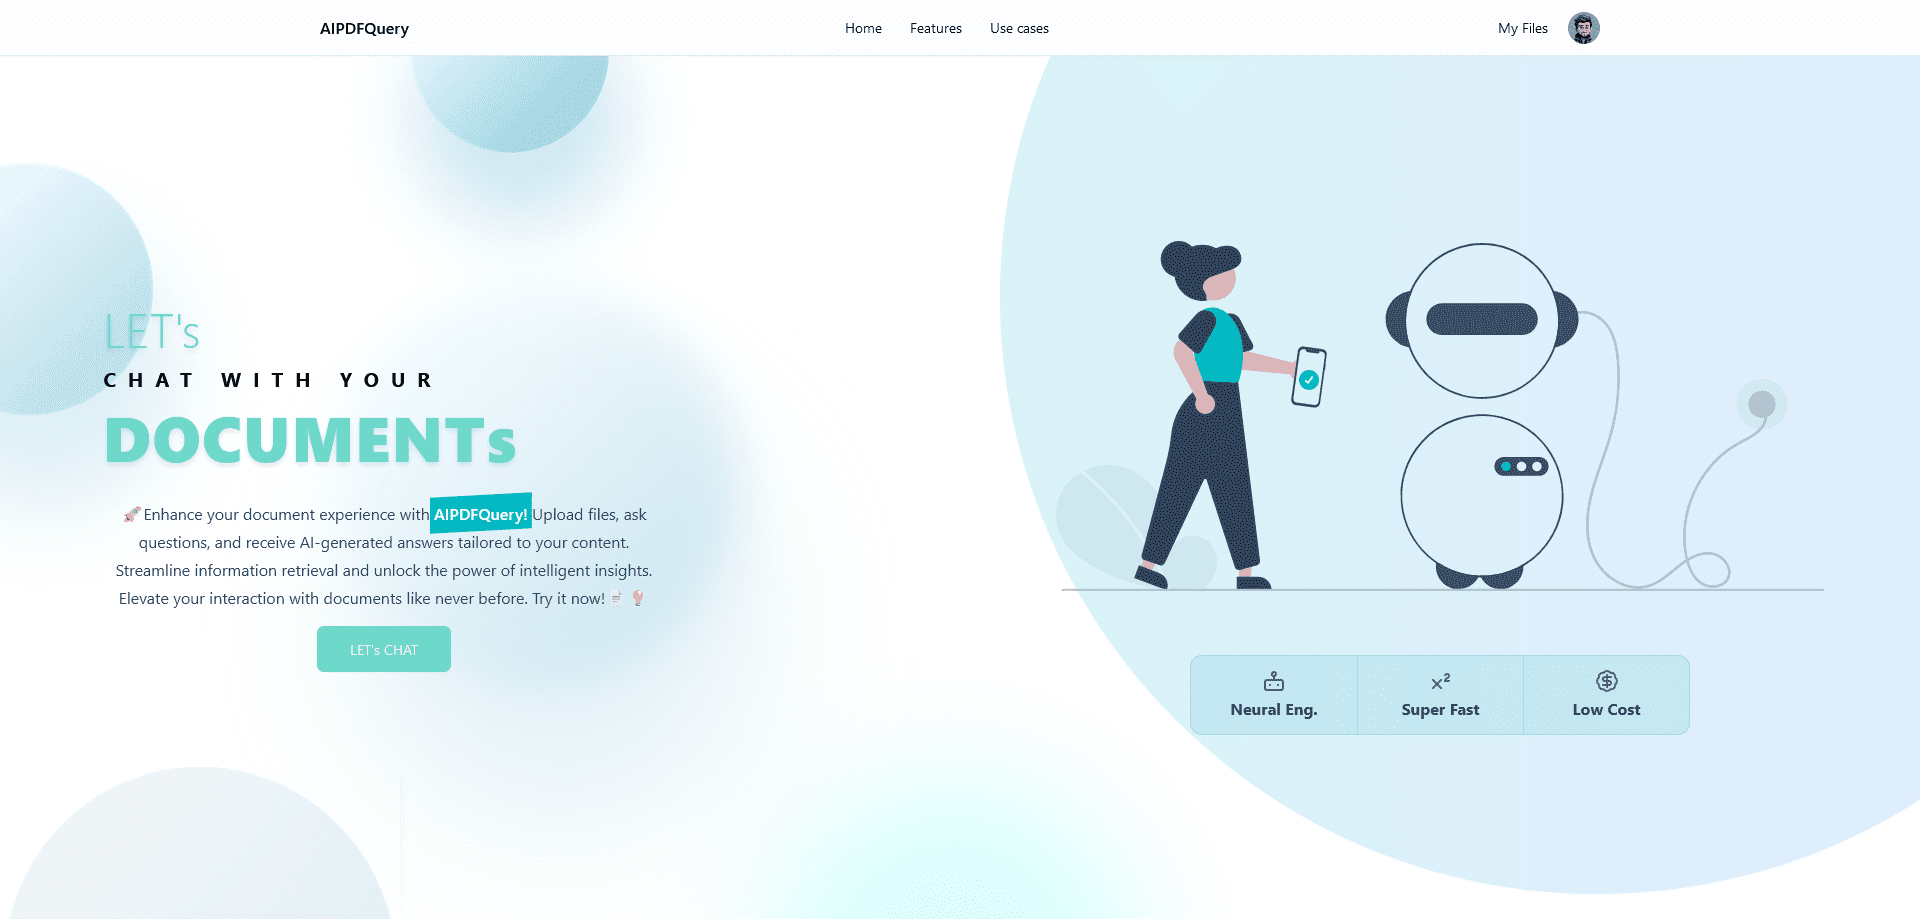 AIPDFQuery
Home Features Use cases
My Files
LET's
CHAT WITH YOUR
DOCUMENTs
🚀Enhance your document experience with AIPDFQuery! Upload files, ask
questions, and receive AI-generated answers tailored to your content.
Streamline information retrieval and unlock the power of intelligent insights.
Elevate your interaction with documents like never before. Try it now!
LET's CHAT
Neural Eng.
x²
Super Fast
Low Cost